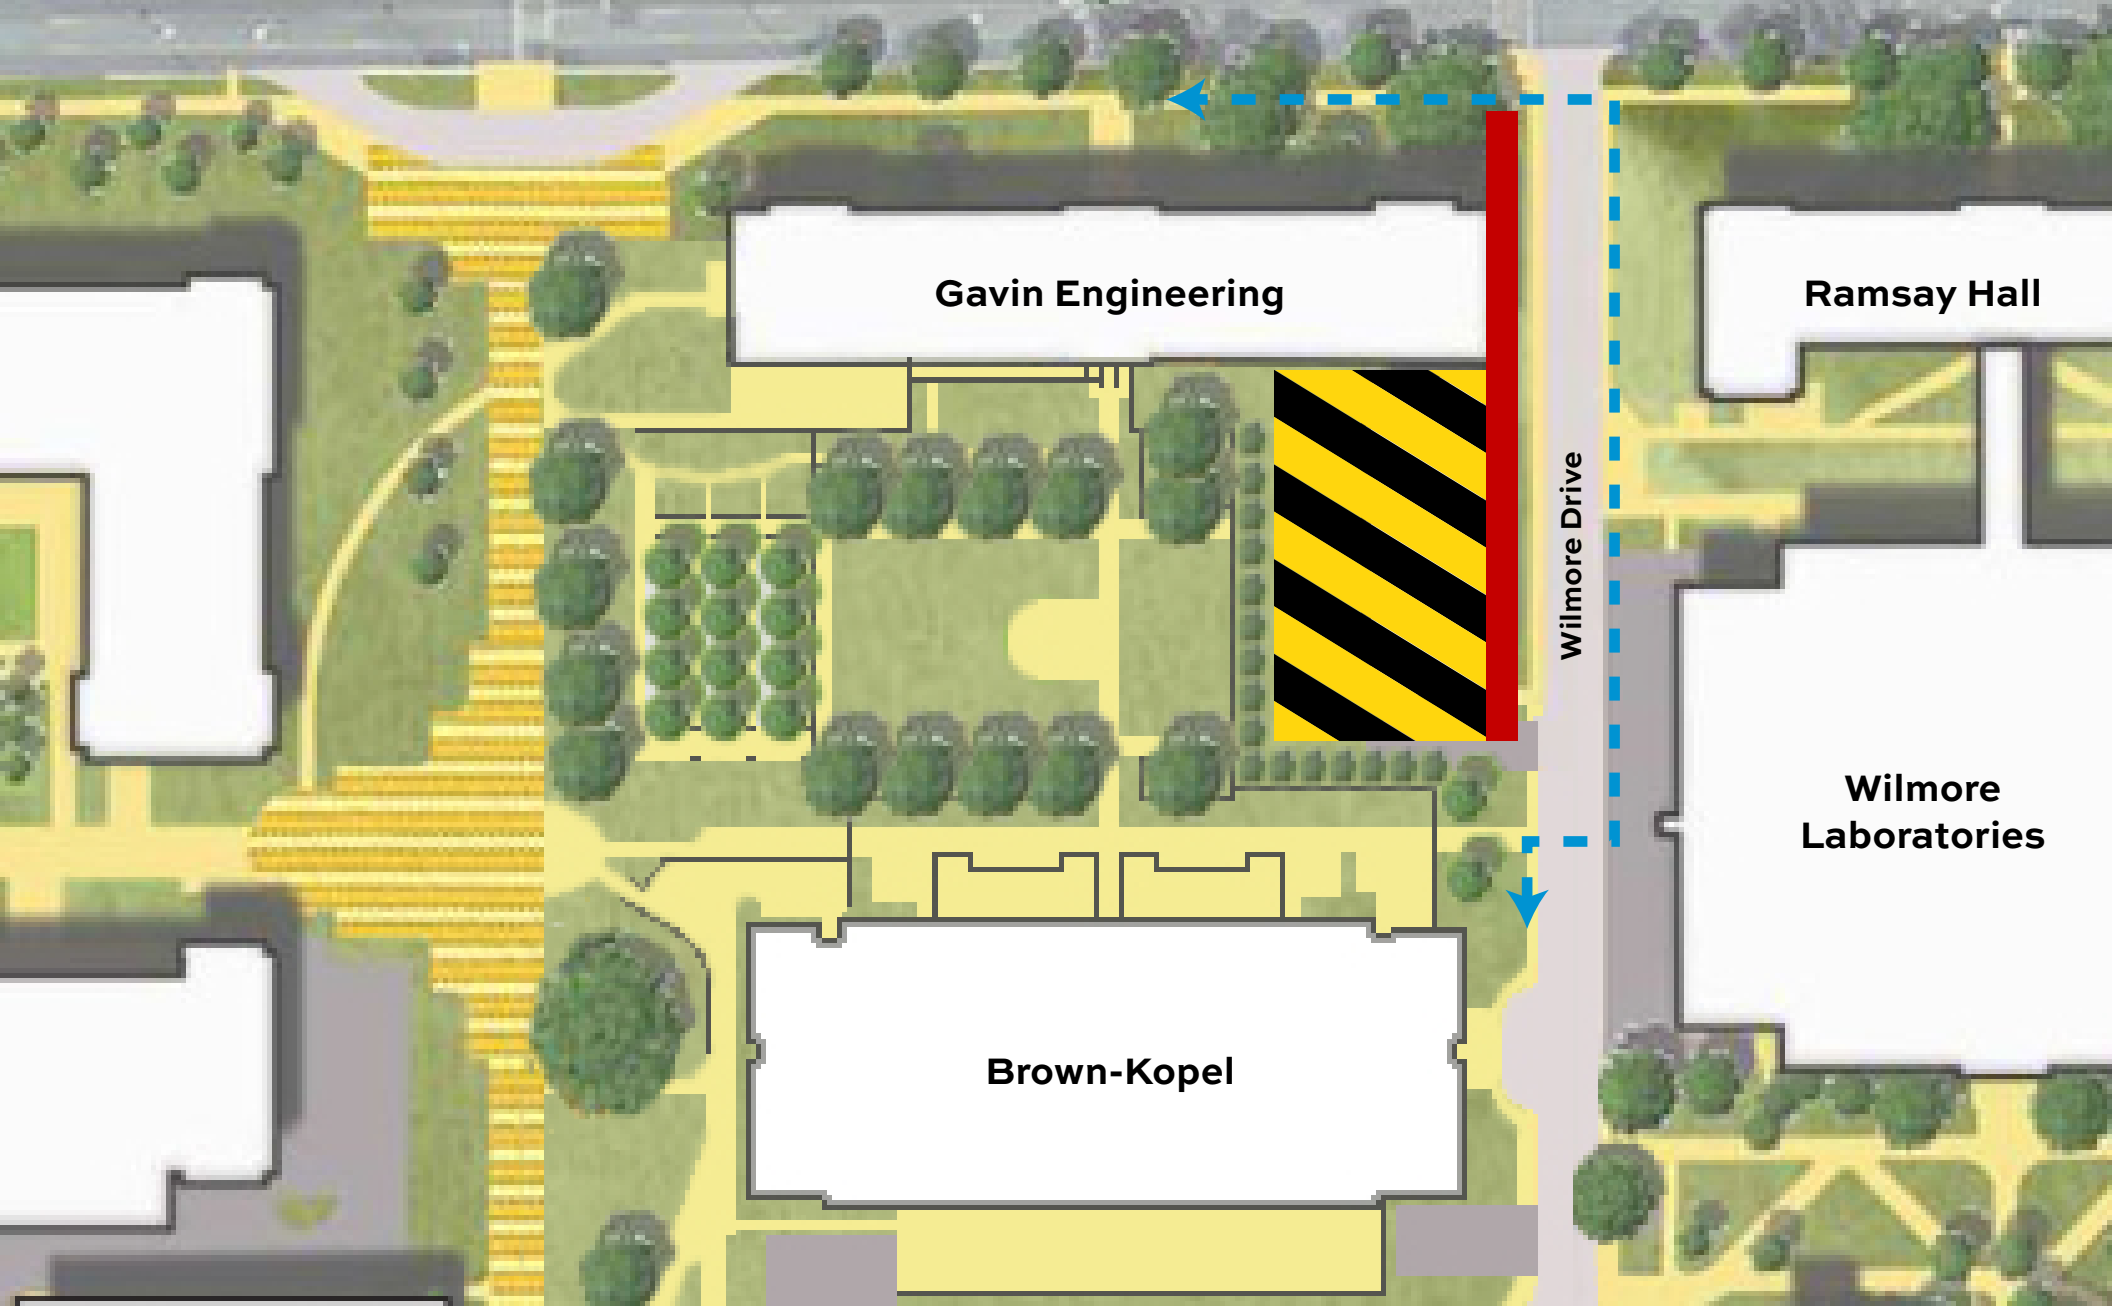 Gavin Engineering
Ramsay Hall
Wilmore Drive
Wilmore
Laboratories
Brown-Kopel